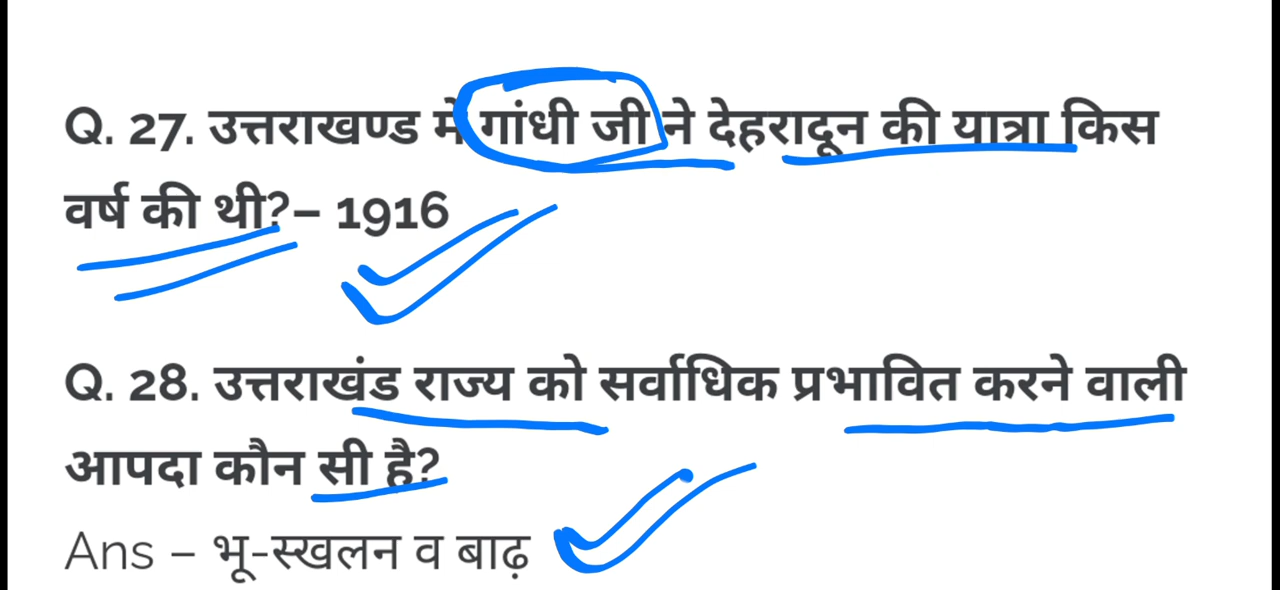 Q. 27. उत्तराखण्ड में गांधी जी ने देहरादून की यात्रा किस
वर्ष की थी?– 1916
Q. 28. उत्तराखंड राज्य को सर्वाधिक प्रभावित करने वाली
आपदा कौन सी है?
Ans – भू-स्खलन व बाढ़